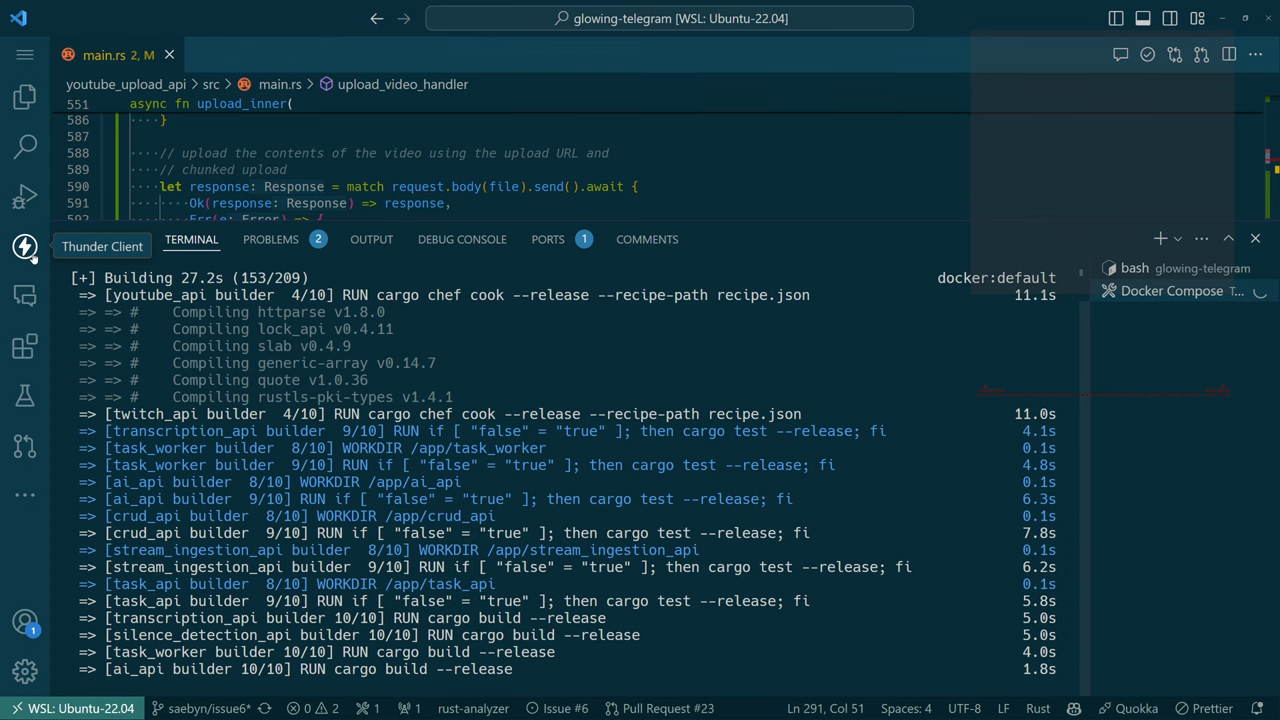 glowing-telegram [WSL: Ubuntu-22.04]
main.rs 2, M
youtube_upload_api > src > main.rs > upload_video_handler
551 async fn upload_inner(
586 ····}
587
588 ····// upload the contents of the video using the upload URL and
589 ····// chunked upload
590 ····let response: Response = match request.body(file).send().await {
591 ········Ok(response: Response) => response,
592 ········Err(e: Error) => {
Thunder Client
TERMINAL PROBLEMS 2 OUTPUT DEBUG CONSOLE PORTS 1 COMMENTS
bash glowing-telegram
Docker Compose T...
[+] Building 27.2s (153/209) docker:default
=> [youtube_api builder 4/10] RUN cargo chef cook --release --recipe-path recipe.json 11.1s
=> => # Compiling httparse v1.8.0
=> => # Compiling lock_api v0.4.11
=> => # Compiling slab v0.4.9
=> => # Compiling generic-array v0.14.7
=> => # Compiling quote v1.0.36
=> => # Compiling rustls-pki-types v1.4.1
=> [twitch_api builder 4/10] RUN cargo chef cook --release --recipe-path recipe.json 11.0s
=> [transcription_api builder 9/10] RUN if [ "false" = "true" ]; then cargo test --release; fi 4.1s
=> [task_worker builder 8/10] WORKDIR /app/task_worker 0.1s
=> [task_worker builder 9/10] RUN if [ "false" = "true" ]; then cargo test --release; fi 4.8s
=> [ai_api builder 8/10] WORKDIR /app/ai_api 0.1s
=> [ai_api builder 9/10] RUN if [ "false" = "true" ]; then cargo test --release; fi 6.3s
=> [crud_api builder 8/10] WORKDIR /app/crud_api 0.1s
=> [crud_api builder 9/10] RUN if [ "false" = "true" ]; then cargo test --release; fi 7.8s
=> [stream_ingestion_api builder 8/10] WORKDIR /app/stream_ingestion_api 0.1s
=> [stream_ingestion_api builder 9/10] RUN if [ "false" = "true" ]; then cargo test --release; fi 6.2s
=> [task_api builder 8/10] WORKDIR /app/task_api 0.1s
=> [task_api builder 9/10] RUN if [ "false" = "true" ]; then cargo test --release; fi 5.8s
=> [transcription_api builder 10/10] RUN cargo build --release 5.0s
=> [silence_detection_api builder 10/10] RUN cargo build --release 5.0s
=> [task_worker builder 10/10] RUN cargo build --release 4.0s
=> [ai_api builder 10/10] RUN cargo build --release 1.8s
1
WSL: Ubuntu-22.04 saebyn/issue6* 0 2 1 1 rust-analyzer Issue #6 Pull Request #23 Ln 291, Col 51 Spaces: 4 UTF-8 LF Rust Quokka Prettier